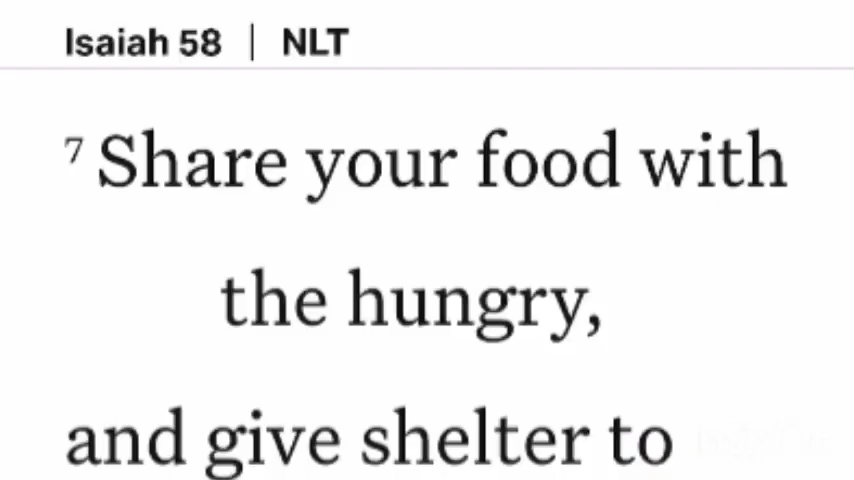 Isaiah 58 | NLT
7 Share your food with
the hungry,
and give shelter to